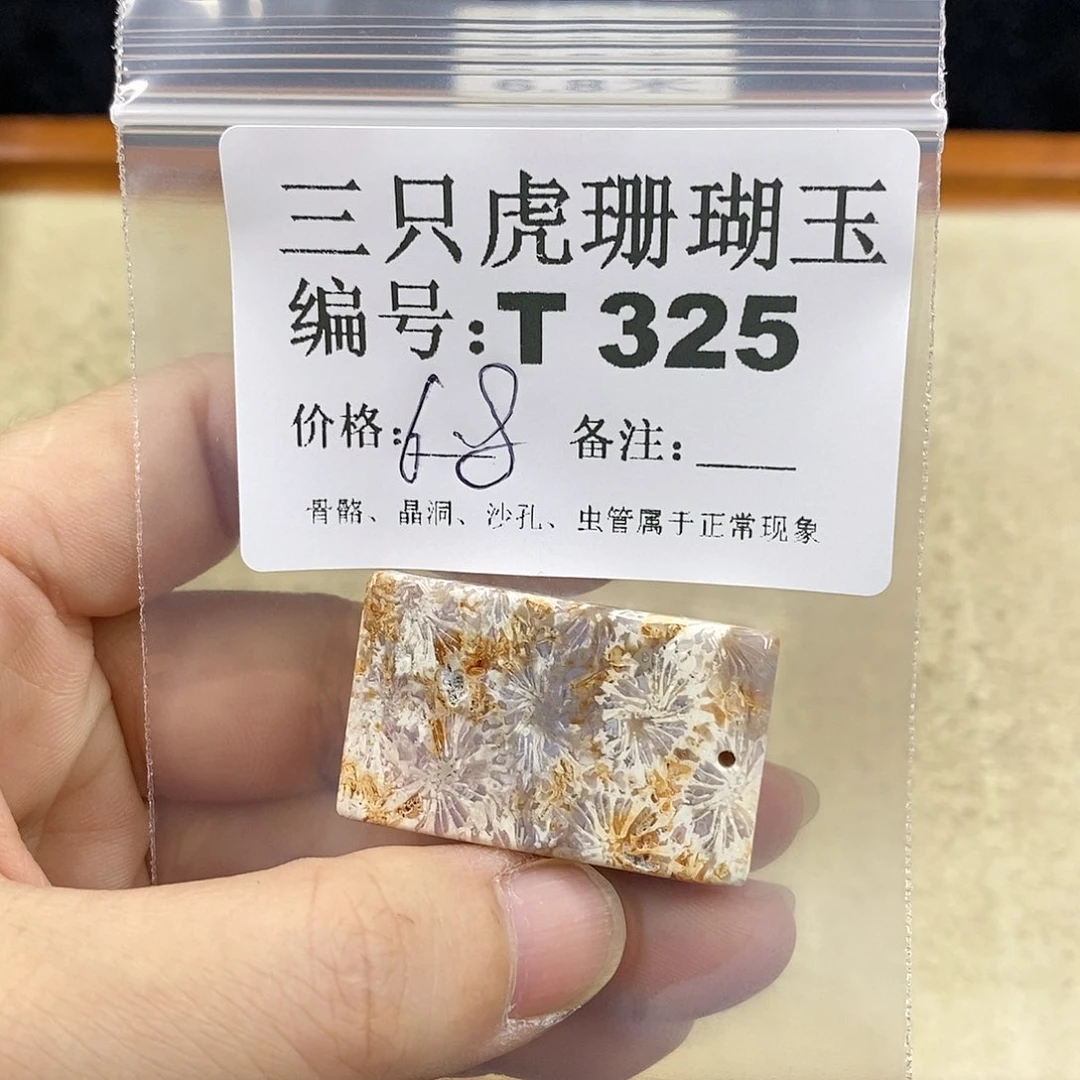 三只虎珊瑚玉
编号:T 325
价格:68 备注:____
骨骼、晶洞、沙孔、虫管属于正常现象